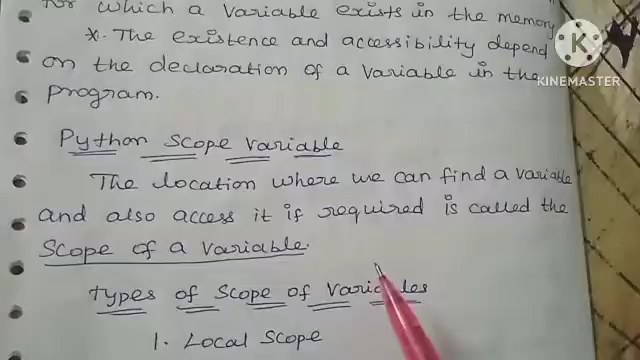 for which a variable exists in the memory
*. The existence and accessibility depend
on the declaration of a variable in the
program.
Python scope variable
The location where we can find a variable
and also access it if required is called the
scope of a variable.
Types of scope of variables
1. Local scope
K
KINEMASTER